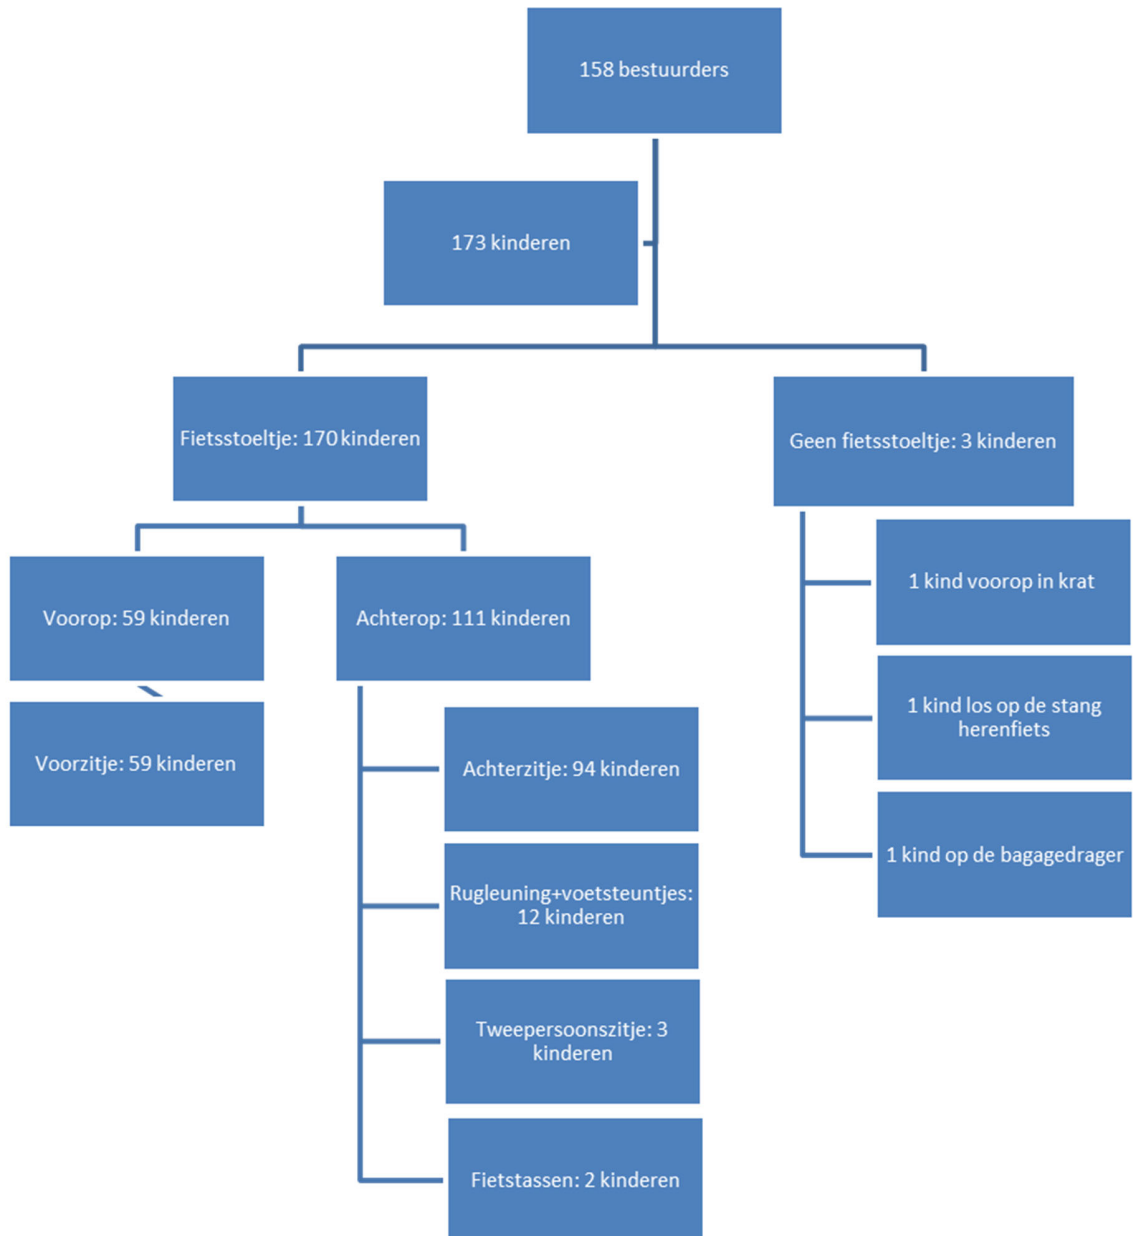 158 bestuurders
173 kinderen
Fietsstoeltje: 170 kinderen
Geen fietsstoeltje: 3 kinderen
Voorop: 59 kinderen
Achterop: 111 kinderen
Voorzitje: 59 kinderen
Achterzitje: 94 kinderen
Rugleuning+voetsteuntjes:
12 kinderen
Tweepersoonszitje: 3
kinderen
Fietstassen: 2 kinderen
1 kind voorop in krat
1 kind los op de stang
herenfiets
1 kind op de bagagedrager